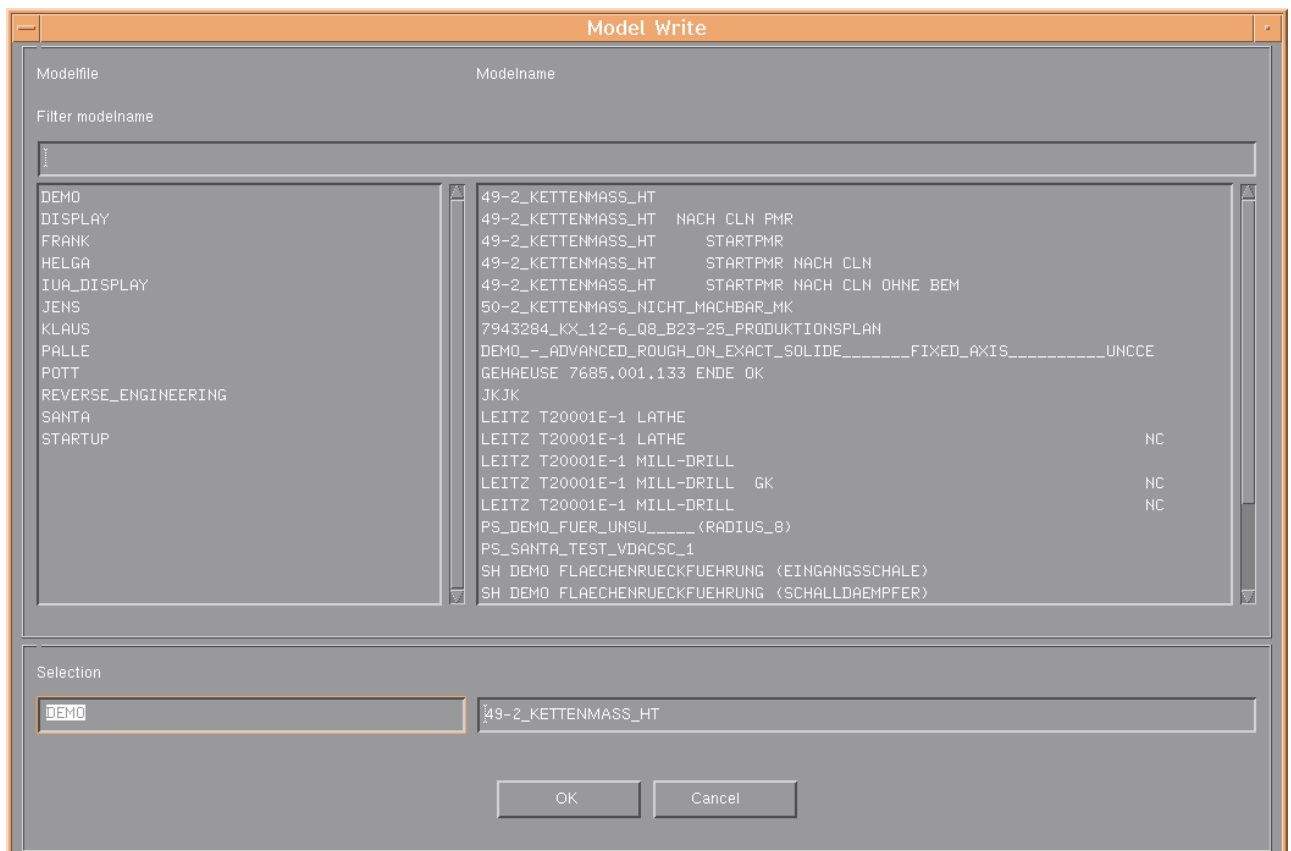 Model Write
Modelfile
Modelname
Filter modelname
DEMO
DISPLAY
FRANK
HELGA
IUA_DISPLAY
JENS
KLAUS
PALLE
POTT
REVERSE_ENGINEERING
SANTA
STARTUP
49-2_KETTENMASS_HT
49-2_KETTENMASS_HT  NACH CLN PMR
49-2_KETTENMASS_HT     STARTPMR
49-2_KETTENMASS_HT     STARTPMR NACH CLN
49-2_KETTENMASS_HT     STARTPMR NACH CLN OHNE BEM
50-2_KETTENMASS_NICHT_MACHBAR_MK
7943284_KX_12-6_Q8_B23-25_PRODUKTIONSPLAN
DEMO_-_ADVANCED_ROUGH_ON_EXACT_SOLIDE_______FIXED_AXIS__________UNCCE
GEHAEUSE 7685.001.133 ENDE OK
JKJK
LEITZ T20001E-1 LATHE
LEITZ T20001E-1 LATHE                                               NC
LEITZ T20001E-1 MILL-DRILL
LEITZ T20001E-1 MILL-DRILL  GK                                      NC
LEITZ T20001E-1 MILL-DRILL                                          NC
PS_DEMO_FUER_UNSU_____(RADIUS_8)
PS_SANTA_TEST_VDACSC_1
SH DEMO FLAECHENRUECKFUEHRUNG (EINGANGSSCHALE)
SH DEMO FLAECHENRUECKFUEHRUNG (SCHALLDAEMPFER)
Selection
DEMO
49-2_KETTENMASS_HT
OK
Cancel